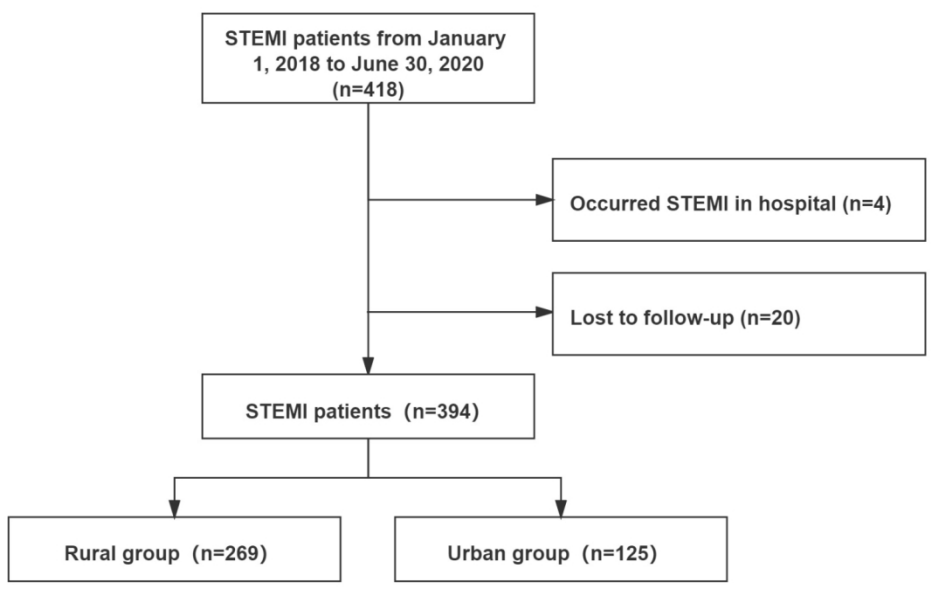 STEMI patients from January
1, 2018 to June 30, 2020
(n=418)
Occurred STEMI in hospital (n=4)
Lost to follow-up (n=20)
STEMI patients（n=394)
Rural group（n=269)
Urban group（n=125)